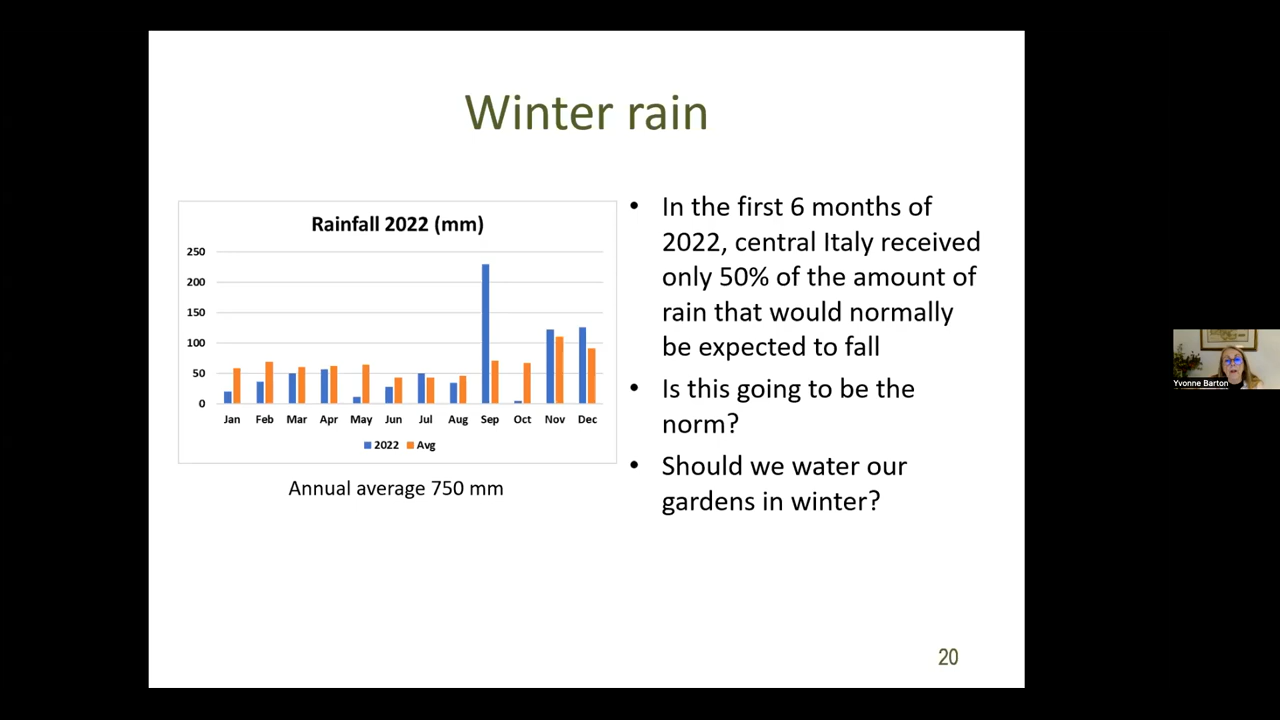 Winter rain
Rainfall 2022 (mm)
250
200
150
100
50
0
Jan Feb Mar Apr May Jun Jul Aug Sep Oct Nov Dec
2022 Avg
Annual average 750 mm
• In the first 6 months of
2022, central Italy received
only 50% of the amount of
rain that would normally
be expected to fall
• Is this going to be the
norm?
• Should we water our
gardens in winter?
20
Yvonne Barton